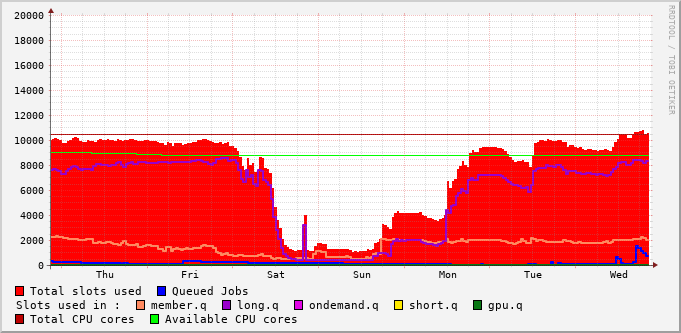 20000
18000
16000
14000
12000
10000
8000
6000
4000
2000
0
Thu Fri Sat Sun Mon Tue Wed
RRDTOOL / TOBI OETIKER
Total slots used Queued Jobs
Slots used in : member.q long.q ondemand.q short.q gpu.q
Total CPU cores Available CPU cores